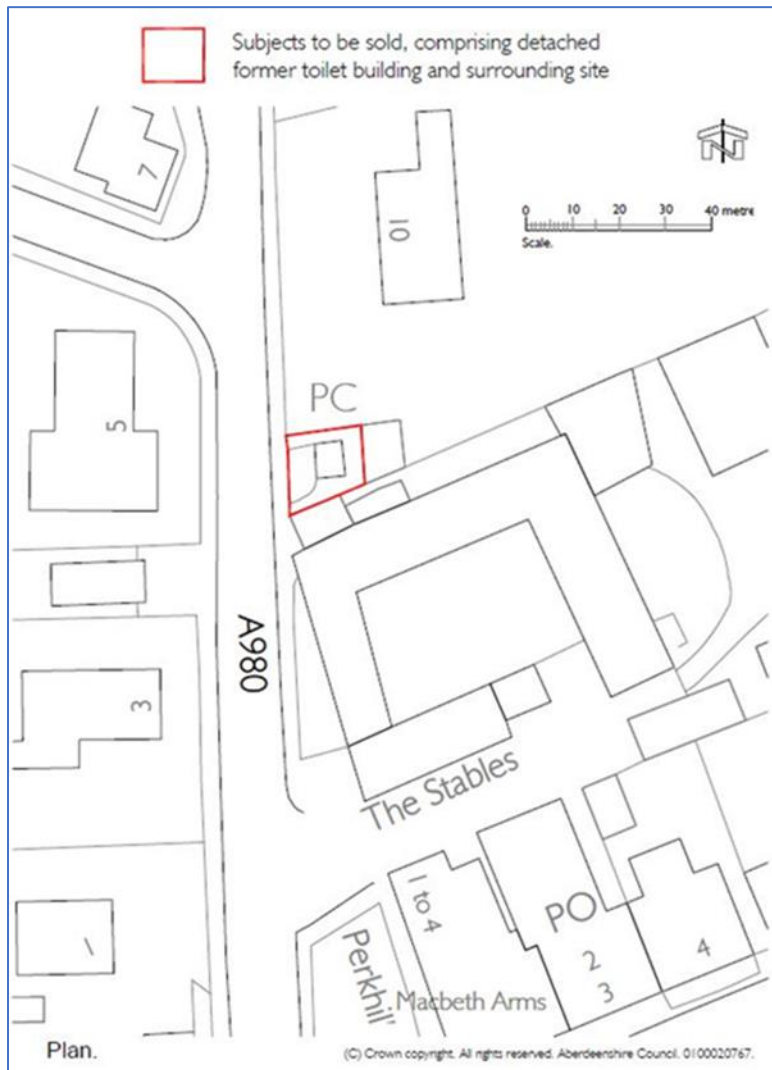 Subjects to be sold, comprising detached
former toilet building and surrounding site
N
7
10
0 10 20 30 40 metre
Scale.
PC
5
A980
3
The Stables
1 to 4
PO
2
3
4
1
Perkhil'
Macbeth Arms
Plan.
(C) Crown copyright. All rights reserved. Aberdeenshire Council. 0100020767.